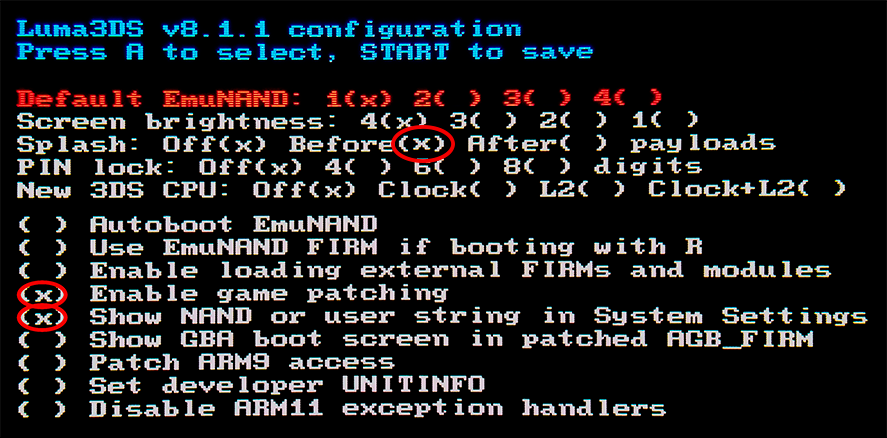 Luma3DS v8.1.1 configuration
Press A to select, START to save
Default EmuNAND: 1(x) 2( ) 3( ) 4( )
Screen brightness: 4(x) 3( ) 2( ) 1( )
Splash: Off(x) Before(x) After( ) payloads
PIN lock: Off(x) 4( ) 6( ) 8( ) digits
New 3DS CPU: Off(x) Clock( ) L2( ) Clock+L2( )
( ) Autoboot EmuNAND
( ) Use EmuNAND FIRM if booting with R
( ) Enable loading external FIRMs and modules
(x) Enable game patching
(x) Show NAND or user string in System Settings
( ) Show GBA boot screen in patched AGB_FIRM
( ) Patch ARM9 access
( ) Set developer UNITINFO
( ) Disable ARM11 exception handlers